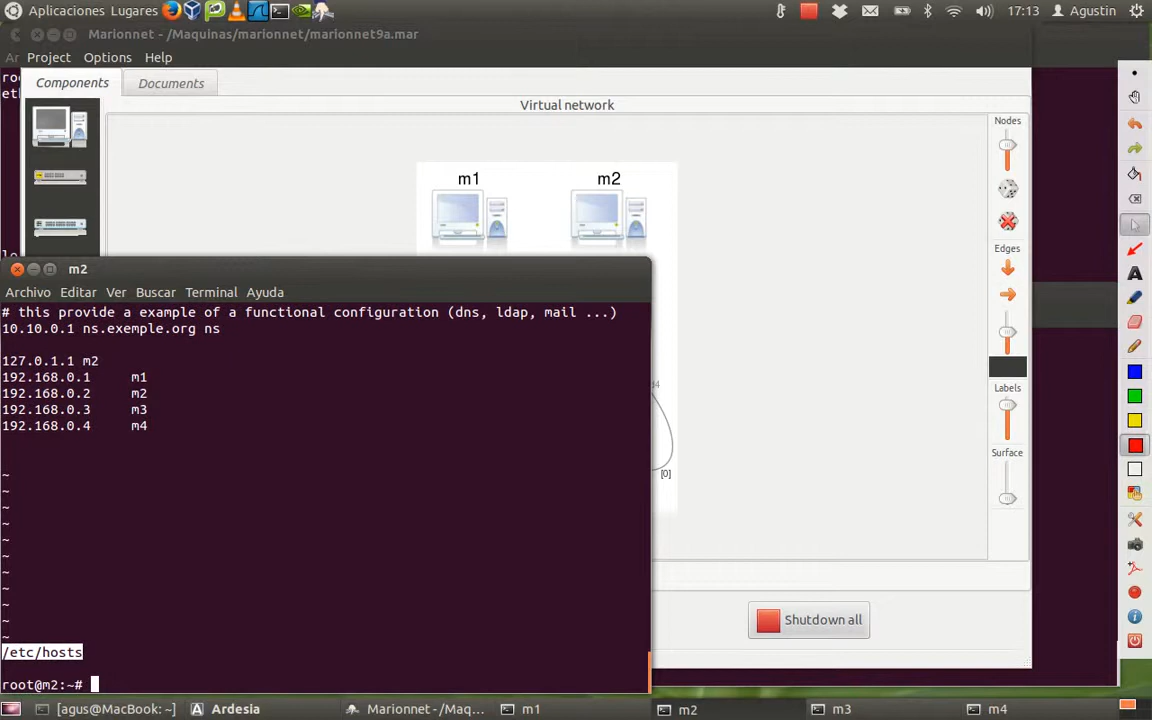 Aplicaciones Lugares
17:13 Agustin
Marionnet - /Maquinas/marionnet/marionnet9a.mar
Ar Project Options Help
Components Documents
Virtual network
Nodes
m1 m2
Edges
Labels
Surface
[0]
m2
Archivo Editar Ver Buscar Terminal Ayuda
# this provide a example of a functional configuration (dns, ldap, mail ...)
10.10.0.1 ns.exemple.org ns
127.0.1.1 m2
192.168.0.1 m1
192.168.0.2 m2
192.168.0.3 m3
192.168.0.4 m4
~
~
~
~
~
~
~
~
~
~
~
/etc/hosts
root@m2:~#
Shutdown all
[agus@MacBook: ~] Ardesia Marionnet - /Maq... m1 m2 m3 m4